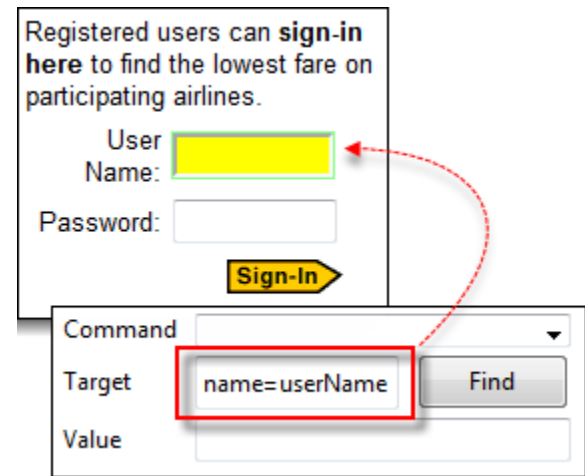 Registered users can sign-in
here to find the lowest fare on
participating airlines.
User
Name:
Password:
Sign-In
Command
Target
name=userName
Find
Value